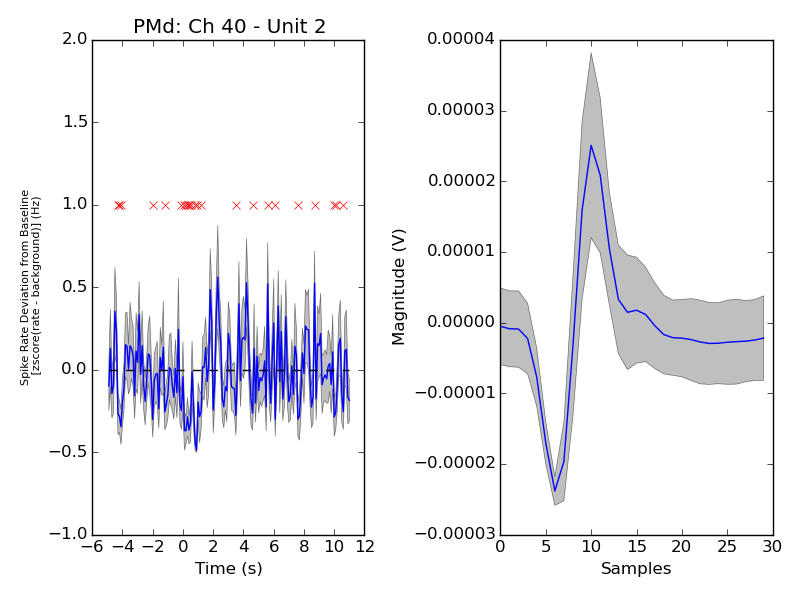 PMd: Ch 40 - Unit 2
Spike Rate Deviation from Baseline
[zscore(rate - background)] (Hz)
2.0
1.5
1.0
0.5
0.0
−0.5
−1.0
−6 −4 −2 0 2 4 6 8 10 12
Time (s)
Magnitude (V)
0.00004
0.00003
0.00002
0.00001
0.00000
−0.00001
−0.00002
−0.00003
0 5 10 15 20 25 30
Samples